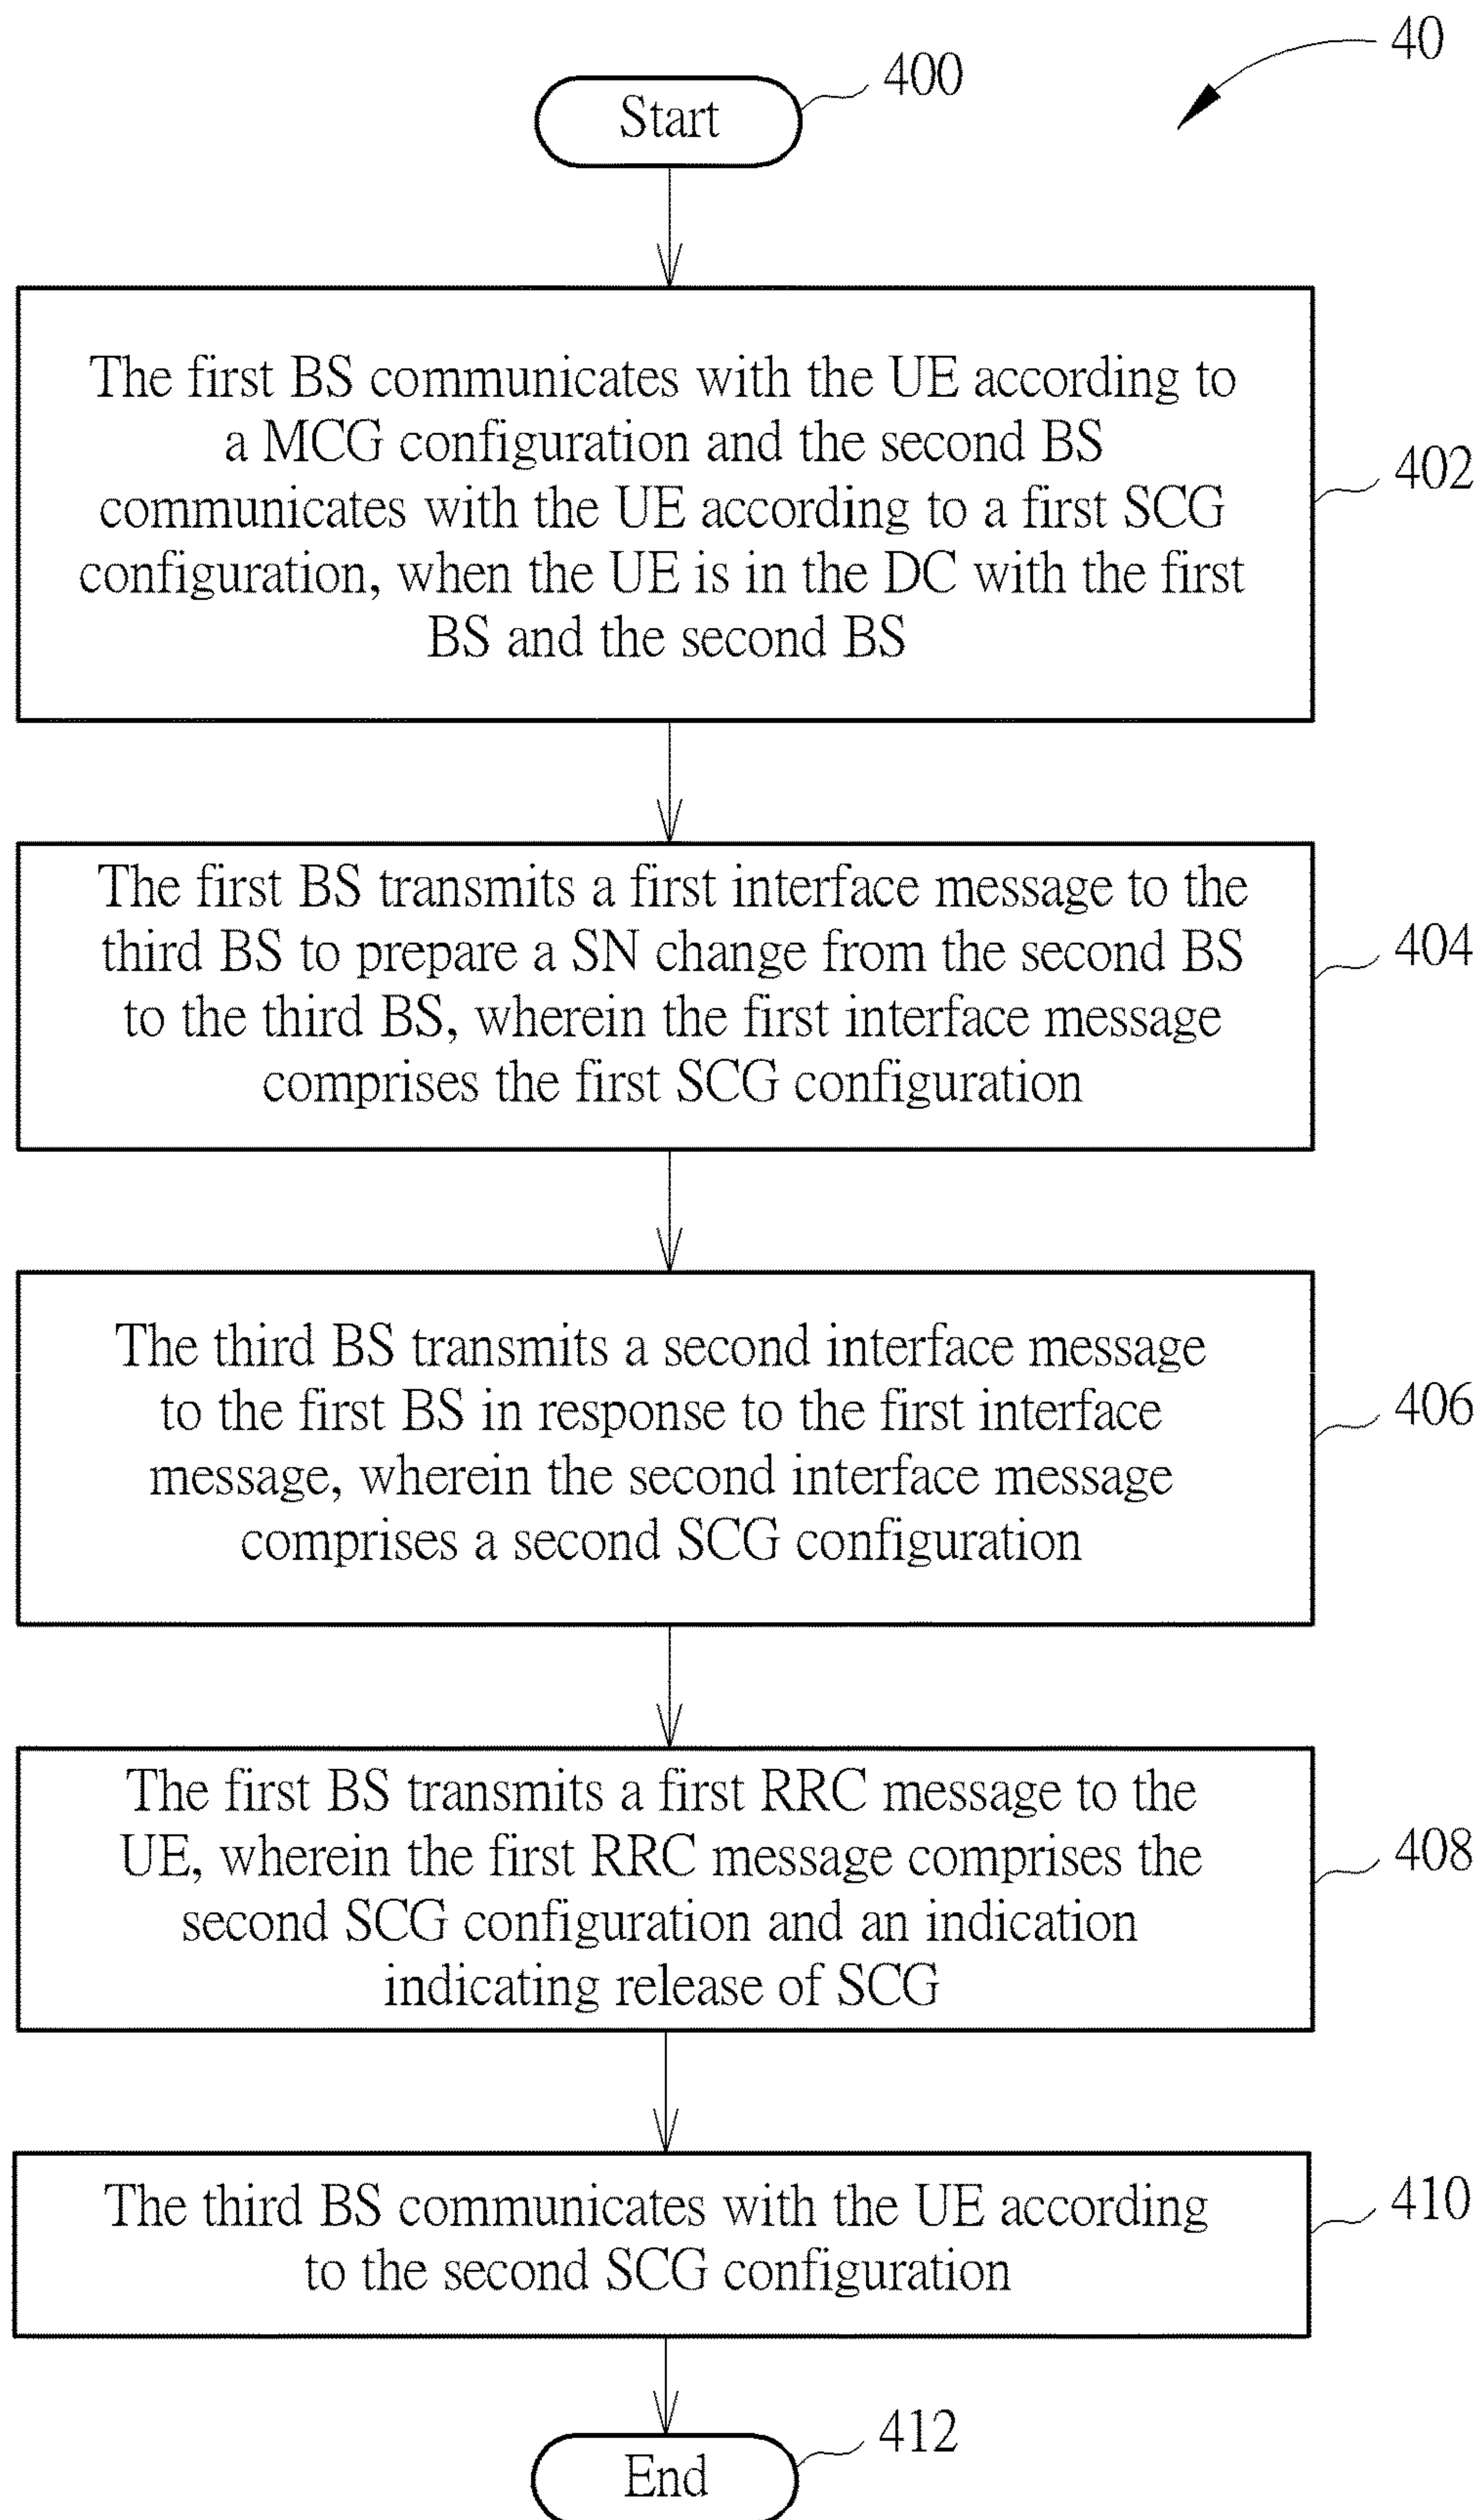 40
400
Start
The first BS communicates with the UE according to
a MCG configuration and the second BS
communicates with the UE according to a first SCG
configuration, when the UE is in the DC with the first
BS and the second BS
402
The first BS transmits a first interface message to the
third BS to prepare a SN change from the second BS
to the third BS, wherein the first interface message
comprises the first SCG configuration
404
The third BS transmits a second interface message
to the first BS in response to the first interface
message, wherein the second interface message
comprises a second SCG configuration
406
The first BS transmits a first RRC message to the
UE, wherein the first RRC message comprises the
second SCG configuration and an indication
indicating release of SCG
408
The third BS communicates with the UE according
to the second SCG configuration
410
412
End